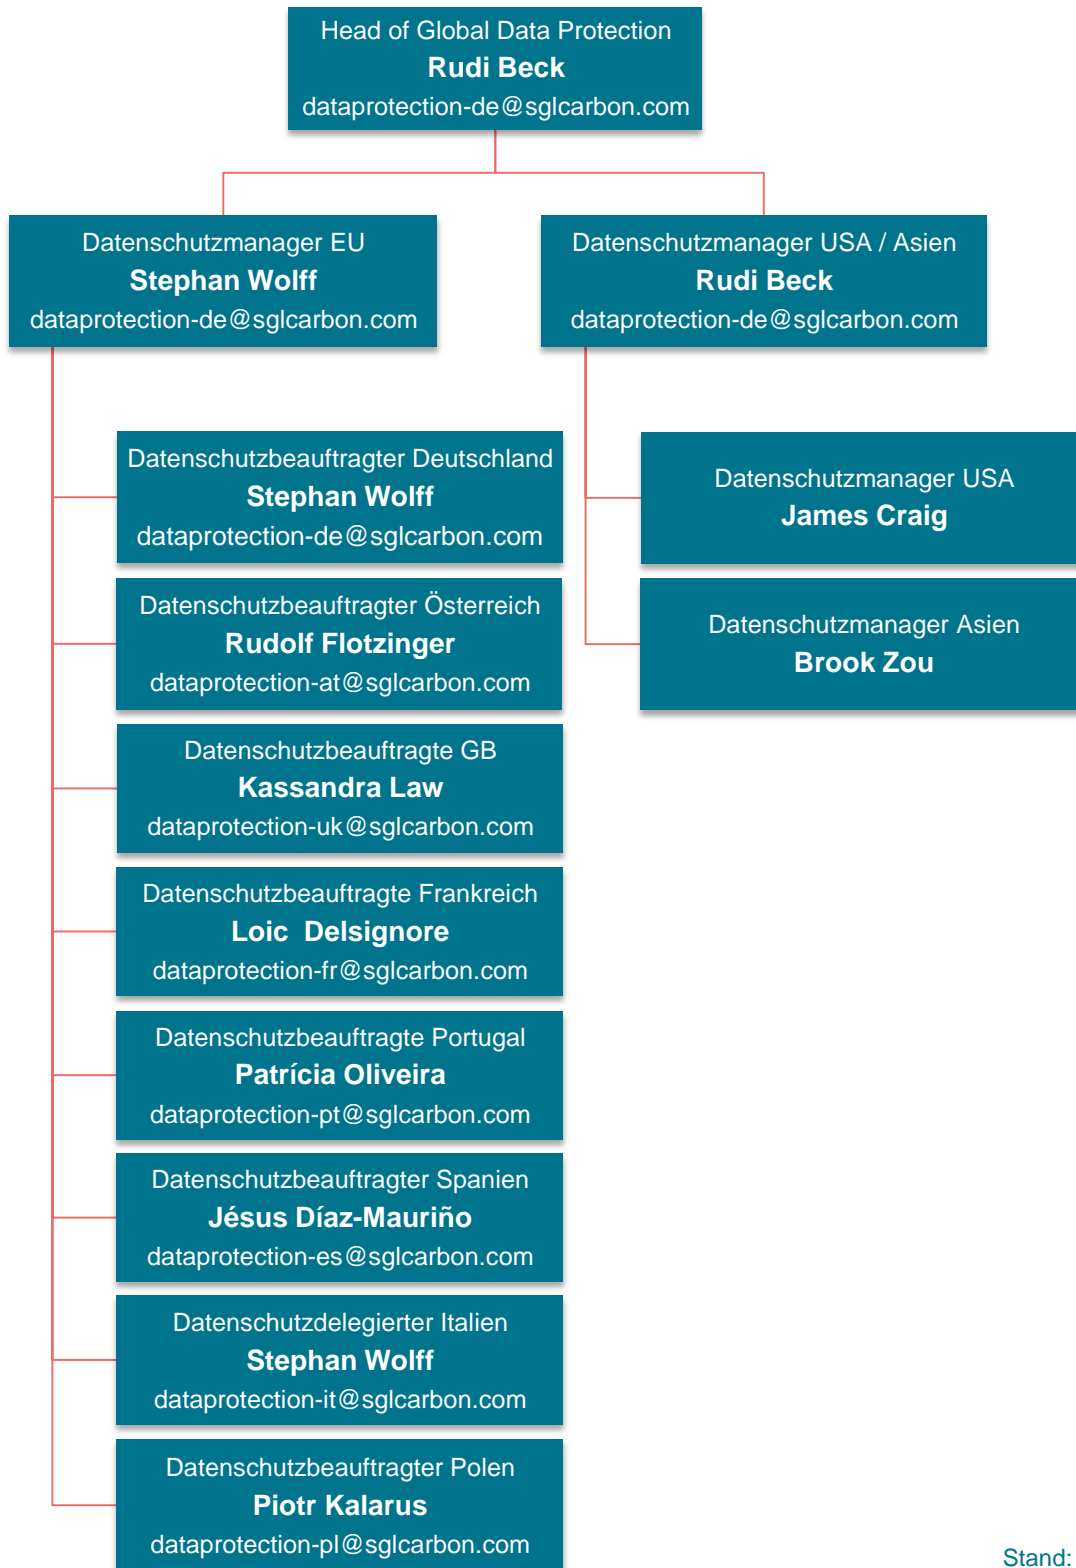 Head of Global Data Protection
Rudi Beck
dataprotection-de@sglcarbon.com
Datenschutzmanager EU
Stephan Wolff
dataprotection-de@sglcarbon.com
Datenschutzmanager USA / Asien
Rudi Beck
dataprotection-de@sglcarbon.com
Datenschutzbeauftragter Deutschland
Stephan Wolff
dataprotection-de@sglcarbon.com
Datenschutzbeauftragter Österreich
Rudolf Flotzinger
dataprotection-at@sglcarbon.com
Datenschutzbeauftragte GB
Kassandra Law
dataprotection-uk@sglcarbon.com
Datenschutzbeauftragte Frankreich
Loic  Delsignore
dataprotection-fr@sglcarbon.com
Datenschutzbeauftragte Portugal
Patrícia Oliveira
dataprotection-pt@sglcarbon.com
Datenschutzbeauftragter Spanien
Jésus Díaz-Mauriño
dataprotection-es@sglcarbon.com
Datenschutzdelegierter Italien
Stephan Wolff
dataprotection-it@sglcarbon.com
Datenschutzbeauftragter Polen
Piotr Kalarus
dataprotection-pl@sglcarbon.com
Datenschutzmanager USA
James Craig
Datenschutzmanager Asien
Brook Zou
Stand: